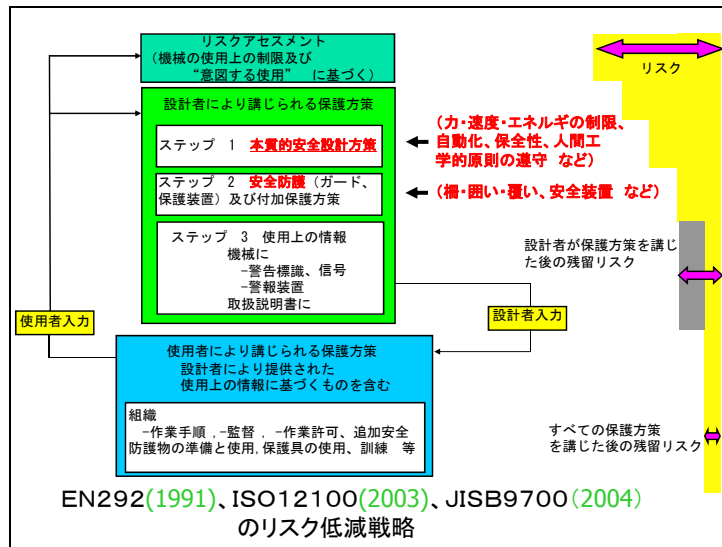 リスクアセスメント
(機械の使用上の制限及び
“意図する使用” に基づく)
リスク
設計者により講じられる保護方策
ステップ 1 本質的安全設計方策
(力・速度・エネルギの制限、
自動化、保全性、人間工
学的原則の遵守 など)
ステップ 2 安全防護 (ガード、
保護装置) 及び付加保護方策
(柵・囲い・覆い、安全装置 など)
ステップ 3 使用上の情報
機械に
-警告標識、信号
-警報装置
取扱説明書に
設計者が保護方策を講じ
た後の残留リスク
使用者入力
設計者入力
使用者により講じられる保護方策
設計者により提供された
使用上の情報に基づくものを含む
組織
-作業手順 , -監督 , -作業許可、追加安全
防護物の準備と使用, 保護具の使用、訓練 等
すべての保護方策
を講じた後の残留リスク
EN292(1991)、ISO12100(2003)、JISB9700(2004)
のリスク低減戦略